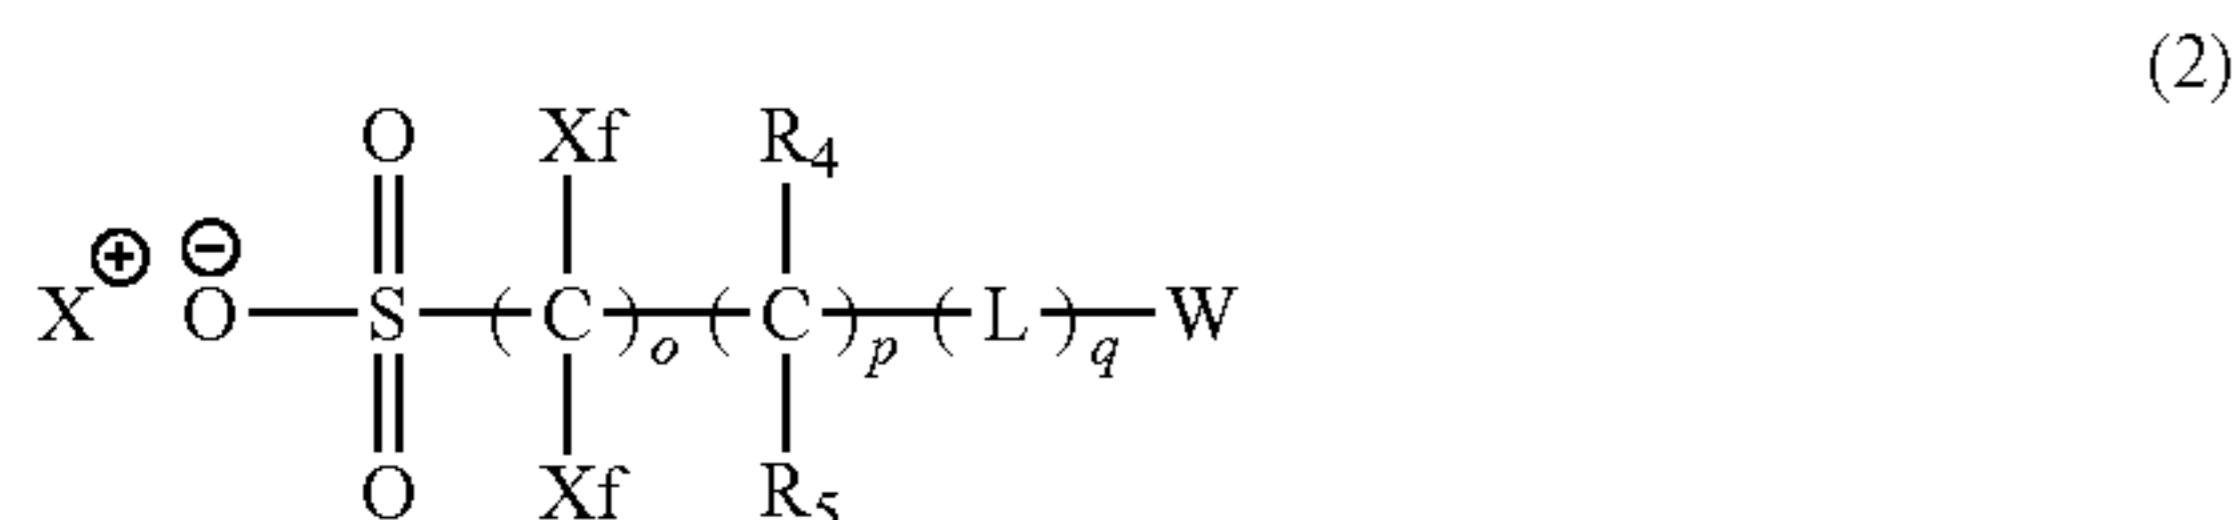 (2)
O Xf R4
X⊕ ⊖O—S—(C)o—(C)p—(L)q—W
O Xf R5